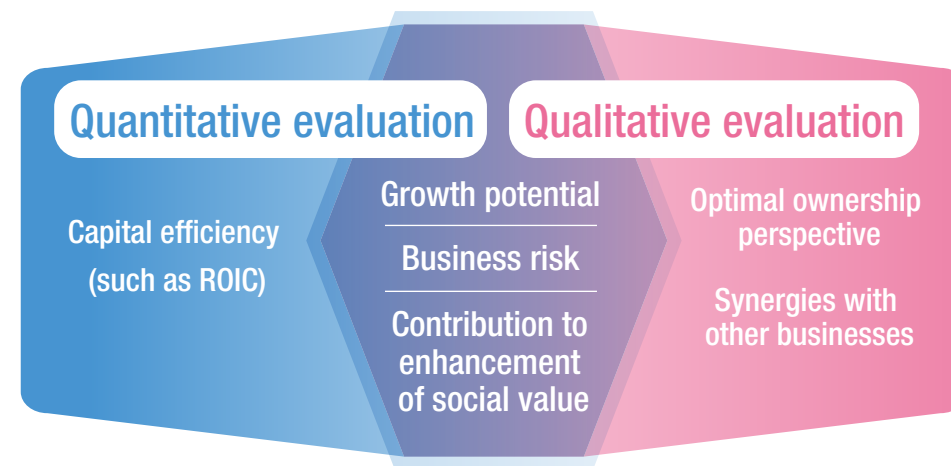 Quantitative evaluation
Qualitative evaluation
Capital efficiency
(such as ROIC)
Growth potential
Business risk
Contribution to
enhancement
of social value
Optimal ownership
perspective
Synergies with
other businesses